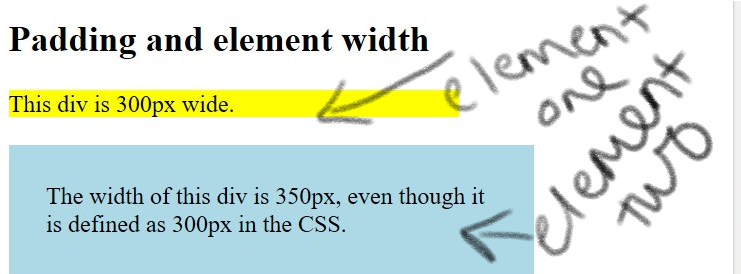 Padding and element width
element
one
This div is 300px wide.
element
two
The width of this div is 350px, even though it
is defined as 300px in the CSS.